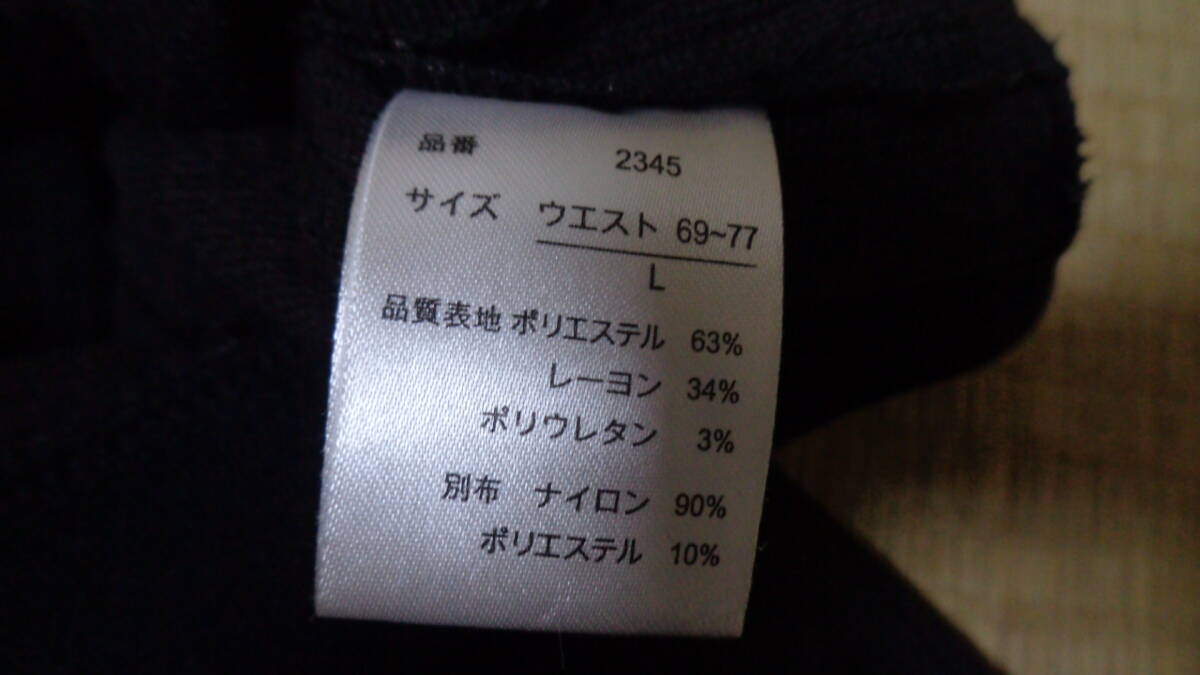 品番 2345
サイズ ウエスト 69~77
L
品質表地 ポリエステル 63%
レーヨン 34%
ポリウレタン 3%
別布 ナイロン 90%
ポリエステル 10%